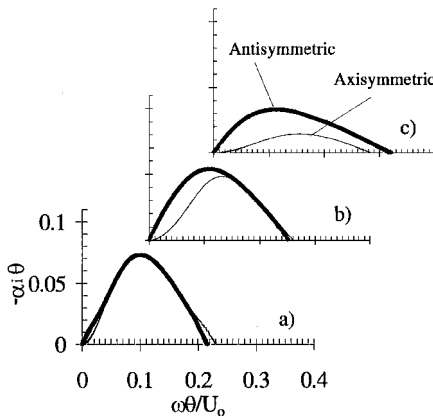 Antisymmetric
Axisymmetric
c)
b)
0.1
0.05
0
-αiθ
a)
0 0.1 0.2 0.3 0.4
ωθ/Uo